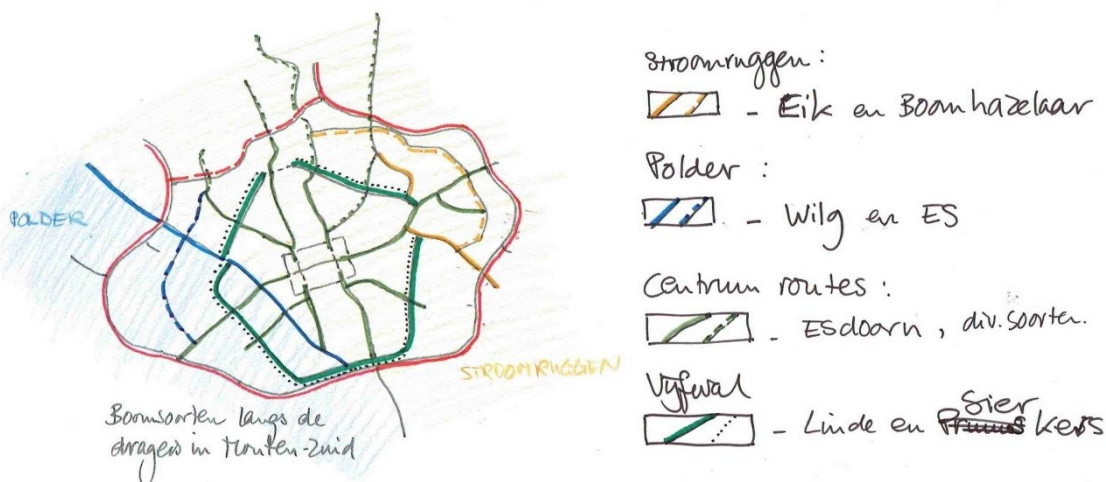 POLDER
STROOMRUGGEN
Boomsoorten langs de
dragers in Houten-Zuid
stroomruggen:
- Eik en Boomhazelaar
Polder:
- Wilg en ES
Centrum routes:
- Esdoorn, div. soorten.
Vijfwal
- Linde en Prunus Sier kers